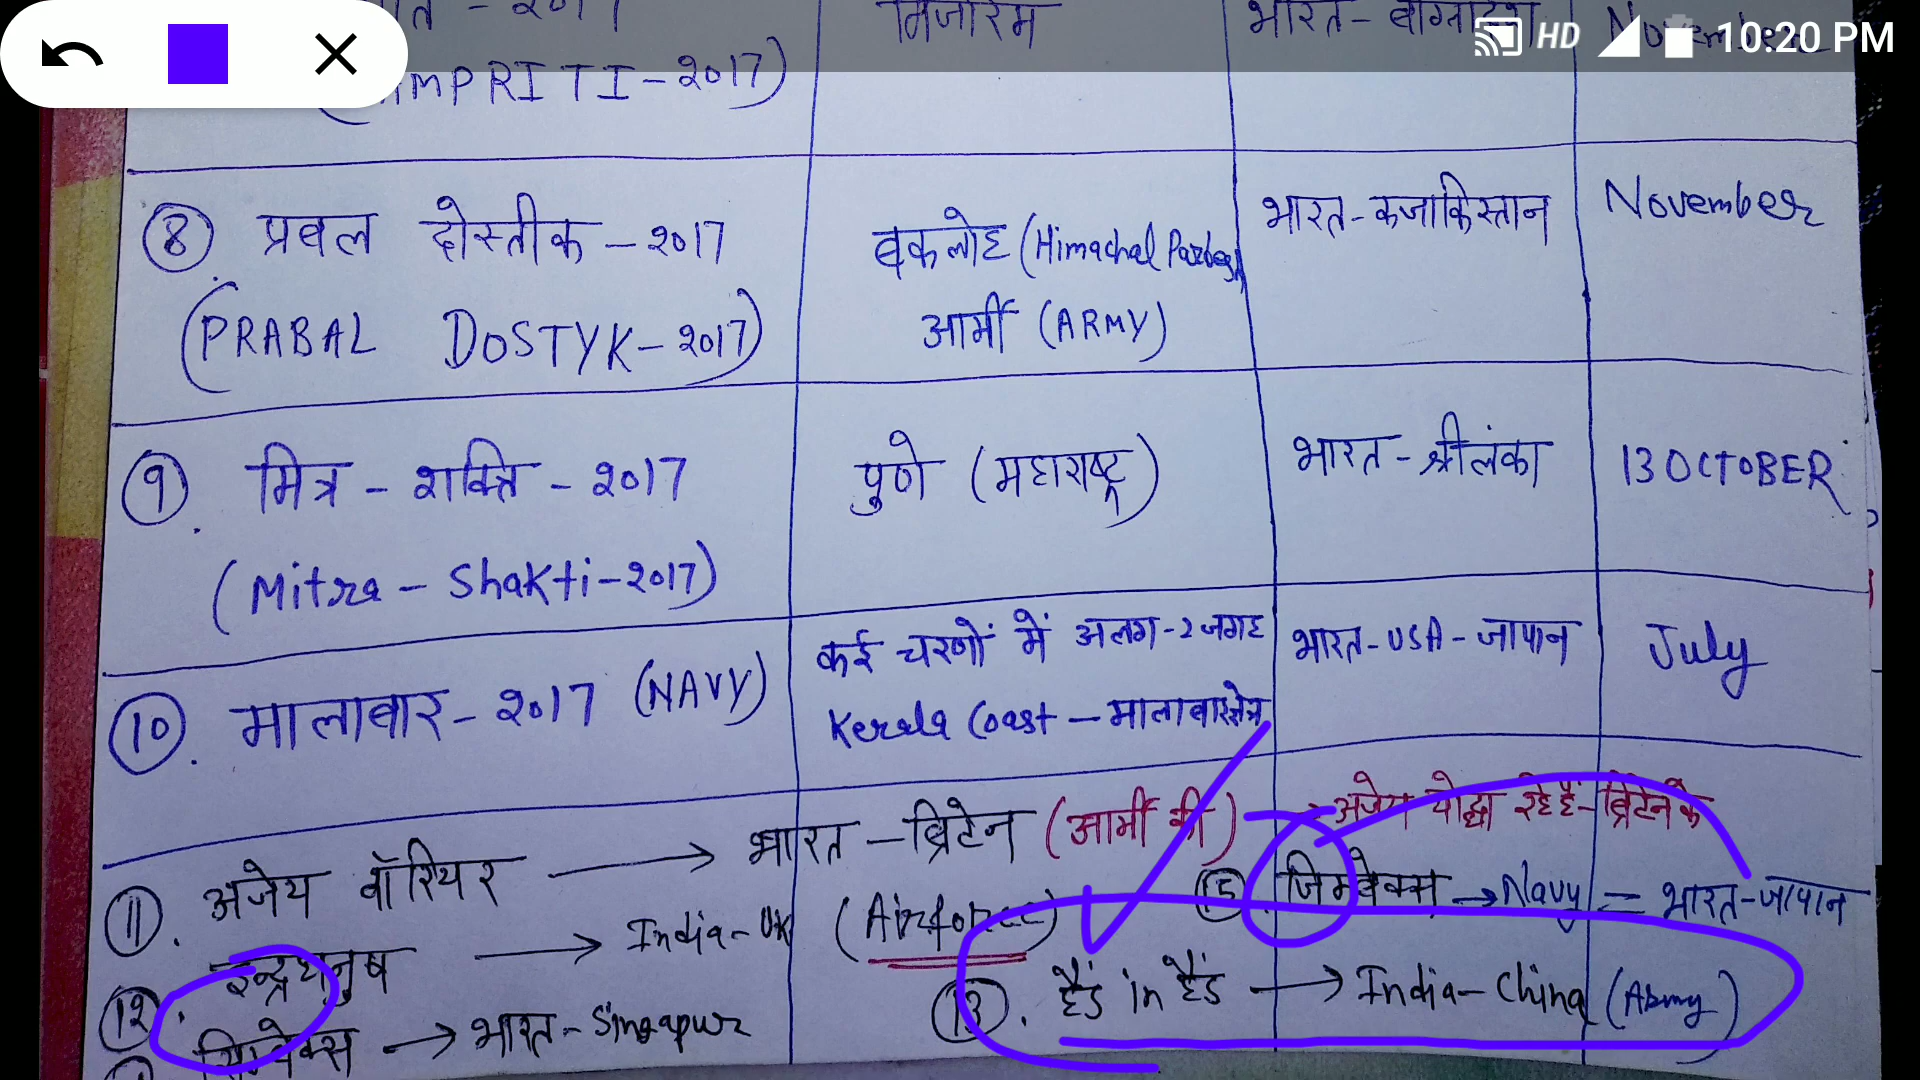 HD 10:20 PM
2017 मिजोरम भारत- November
MPRITI-2017)
8 प्रबल दोस्तीक -2017 बकलोह (Himachal भारत-कजाकिस्तान November
(PRABAL DOSTYK-2017) आर्मी (ARMY)
9. मित्र - शक्ति - 2017 पुणे (महाराष्ट्र) भारत-श्रीलंका 13 OCTOBER
(Mitra - Shakti-2017)
10. मालाबार- 2017 (NAVY) कई चरणों में अलग-2 जगह भारत-USA-जापान July
Kerala Coast - मालाबार क्षेत्र
11. अजेय वॉरियर → भारत -ब्रिटेन (आर्मी की) - अजेय योद्धा रहे हैं-ब्रिटेन के
12. इन्द्रधनुष → India-UK (Airforce) 15. जिमेक्स → Navy = भारत-जापान
सिम्बेक्स → भारत-Singapur 13. हैंड in हैंड → India-China (Army)